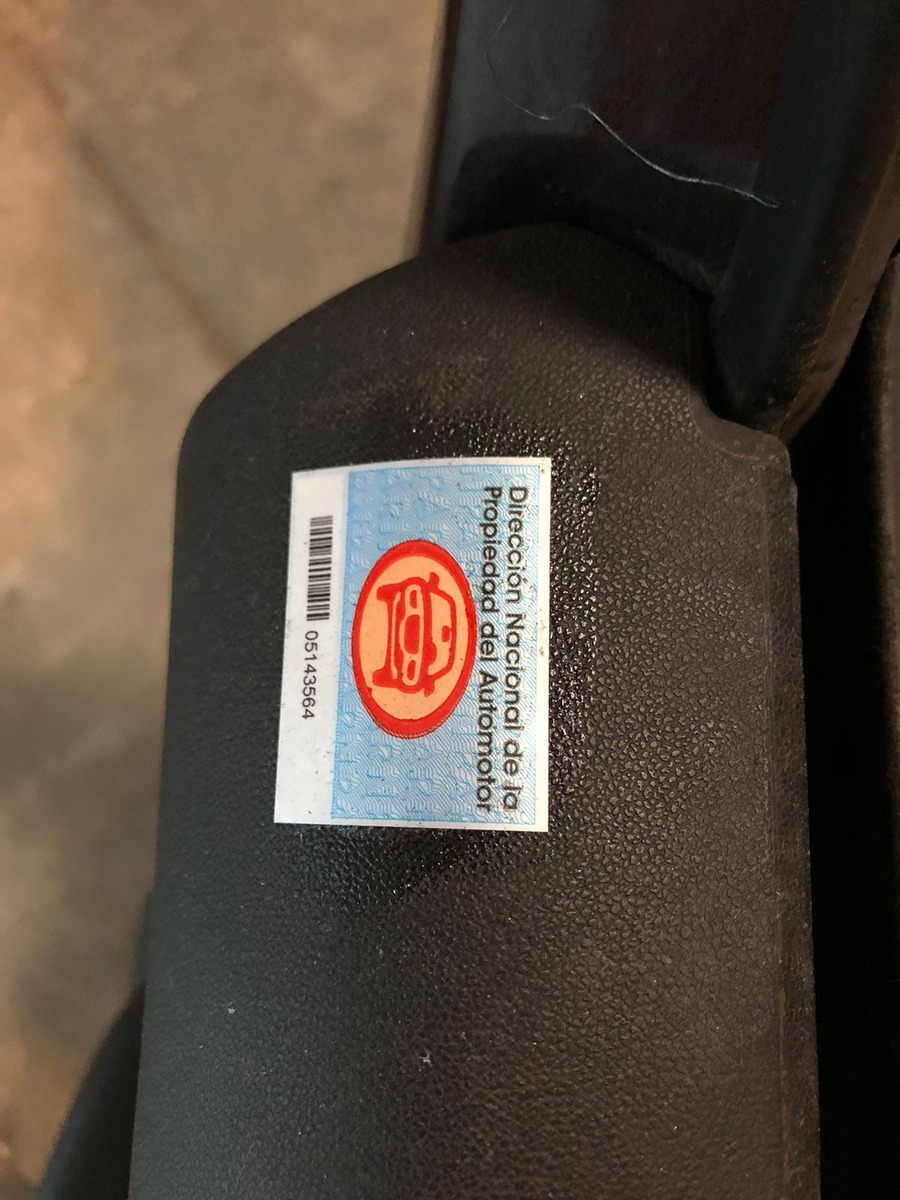 Dirección Nacional de la
Propiedad del Automotor
05143564